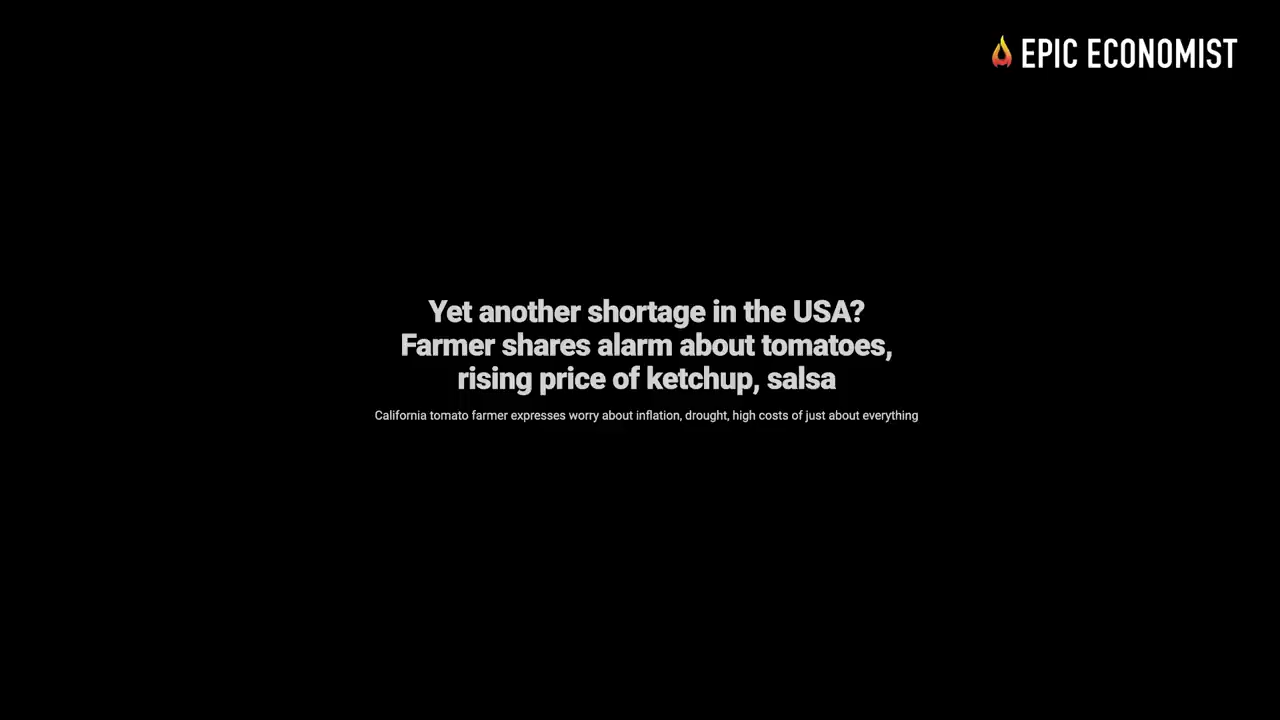 EPIC ECONOMIST
Yet another shortage in the USA?
Farmer shares alarm about tomatoes,
rising price of ketchup, salsa
California tomato farmer expresses worry about inflation, drought, high costs of just about everything